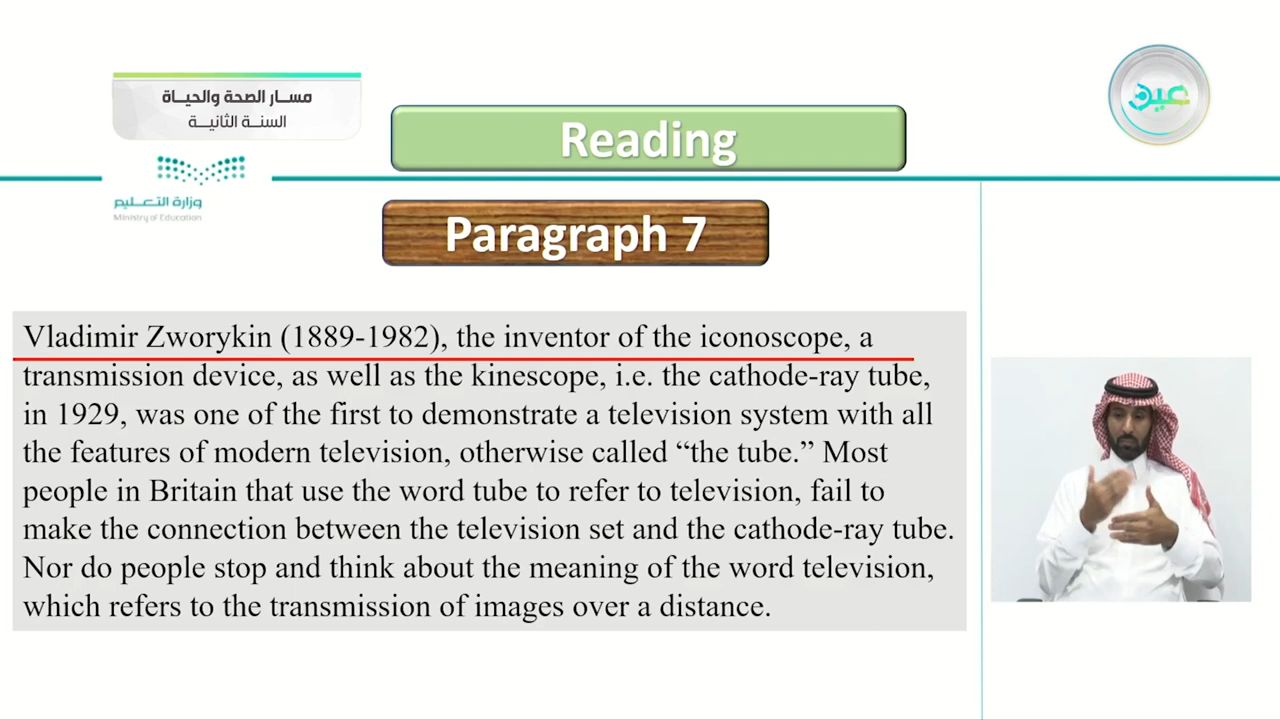 مسار الصحة والحياة
السنة الثانية
عين
Reading
وزارة التعليم
Ministry of Education
Paragraph 7
Vladimir Zworykin (1889-1982), the inventor of the iconoscope, a
transmission device, as well as the kinescope, i.e. the cathode-ray tube,
in 1929, was one of the first to demonstrate a television system with all
the features of modern television, otherwise called “the tube.” Most
people in Britain that use the word tube to refer to television, fail to
make the connection between the television set and the cathode-ray tube.
Nor do people stop and think about the meaning of the word television,
which refers to the transmission of images over a distance.